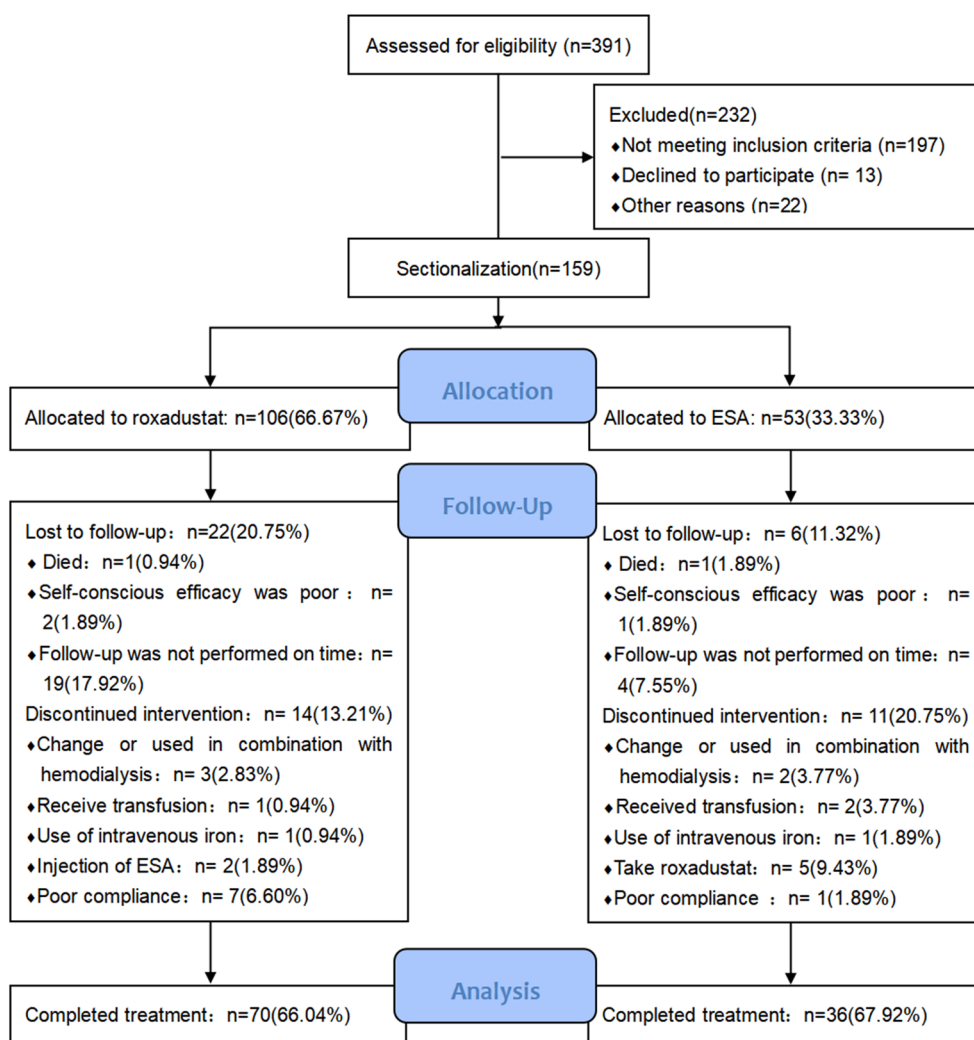 Assessed for eligibility (n=391)
Excluded(n=232)
♦Not meeting inclusion criteria (n=197)
♦Declined to participate (n= 13)
♦Other reasons (n=22)
Sectionalization(n=159)
Allocation
Allocated to roxadustat: n=106(66.67%)
Allocated to ESA: n=53(33.33%)
Follow-Up
Lost to follow-up： n=22(20.75%)
♦Died：n=1(0.94%)
♦Self-conscious efficacy was poor： n=
2(1.89%)
♦Follow-up was not performed on time：n=
19(17.92%)
Discontinued intervention：n= 14(13.21%)
♦Change or used in combination with
hemodialysis：n= 3(2.83%)
♦Receive transfusion：n= 1(0.94%)
♦Use of intravenous iron：n= 1(0.94%)
♦Injection of ESA：n= 2(1.89%)
♦Poor compliance：n= 7(6.60%)
Lost to follow-up：n= 6(11.32%)
♦Died：n=1(1.89%)
♦Self-conscious efficacy was poor： n=
1(1.89%)
♦Follow-up was not performed on time：n=
4(7.55%)
Discontinued intervention：n= 11(20.75%)
♦Change or used in combination with
hemodialysis：n= 2(3.77%)
♦Received transfusion：n= 2(3.77%)
♦Use of intravenous iron：n= 1(1.89%)
♦Take roxadustat：n= 5(9.43%)
♦Poor compliance ：n= 1(1.89%)
Analysis
Completed treatment：n=70(66.04%)
Completed treatment：n=36(67.92%)